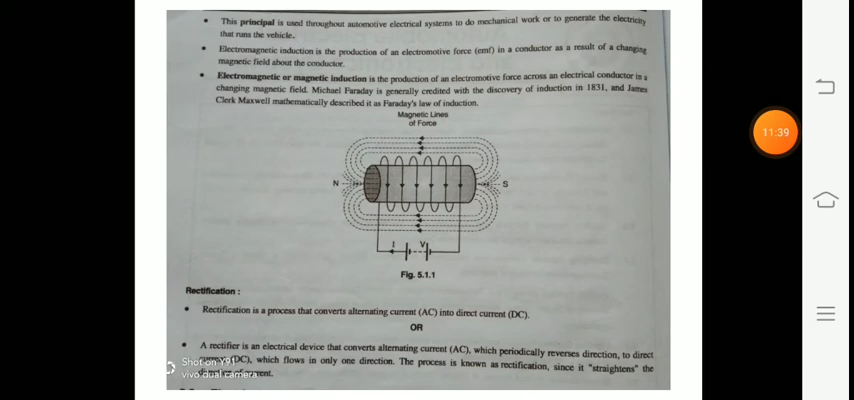 • This principal is used throughout automotive electrical systems to do mechanical work or to generate the electricity
that runs the vehicle.
• Electromagnetic induction is the production of an electromotive force (emf) in a conductor as a result of a changing
magnetic field about the conductor.
• Electromagnetic or magnetic induction is the production of an electromotive force across an electrical conductor in a
changing magnetic field. Michael Faraday is generally credited with the discovery of induction in 1831, and James
Clerk Maxwell mathematically described it as Faraday's law of induction.
Magnetic Lines
of Force
N
S
I
V
Fig. 5.1.1
Rectification :
• Rectification is a process that converts alternating current (AC) into direct current (DC).
OR
• A rectifier is an electrical device that converts alternating current (AC), which periodically reverses direction, to direct
(DC), which flows in only one direction. The process is known as rectification, since it "straightens" the
Shot on Y91
vivo dual camera
11:39